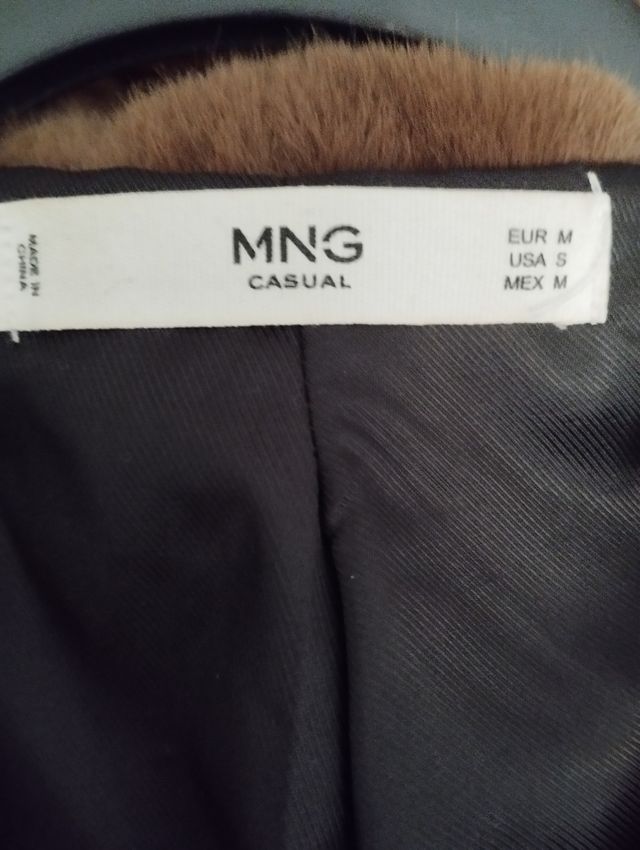 MADE IN
CHINA
MNG
CASUAL
EUR M
USA S
MEX M